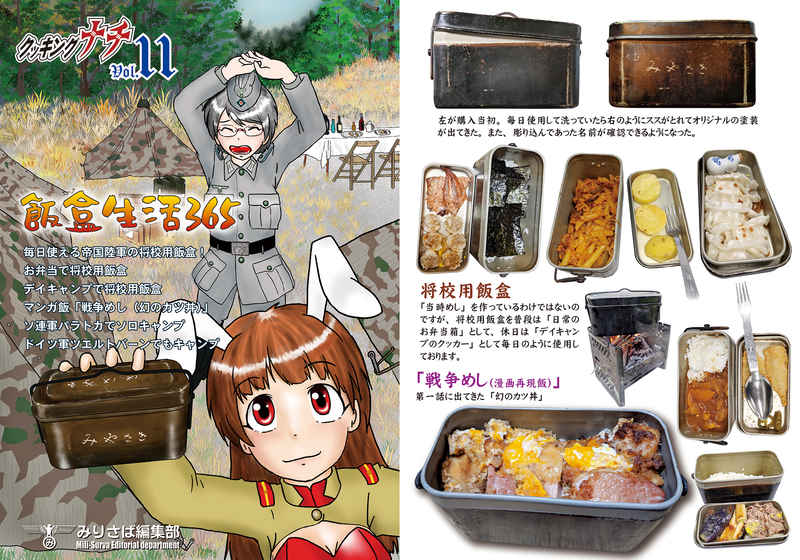 クッキングナチ
Vol.11
飯盒生活365
毎日使える帝国陸軍の将校用飯盒！
お弁当で将校用飯盒
デイキャンプで将校用飯盒
マンガ飯「戦争めし（幻のカツ丼）」
ソ連軍パラトカでソロキャンプ
ドイツ軍ツエルトバーンでもキャンプ
みやさき
みりさば編集部
Mili-Surva Editorial department
みやさき
左が購入当初。毎日使用して洗っていたら右のようにススがとれてオリジナルの塗装
が出てきた。また、彫り込んであった名前が確認できるようになった。
将校用飯盒
「当時めし」を作っているわけではないの
ですが、将校用飯盒を普段は「日常の
お弁当箱」として、休日は「デイキャン
プのクッカー」として毎日のように使用し
ております。
「戦争めし（漫画再現飯）」
第一話に出てきた「幻のカツ丼」